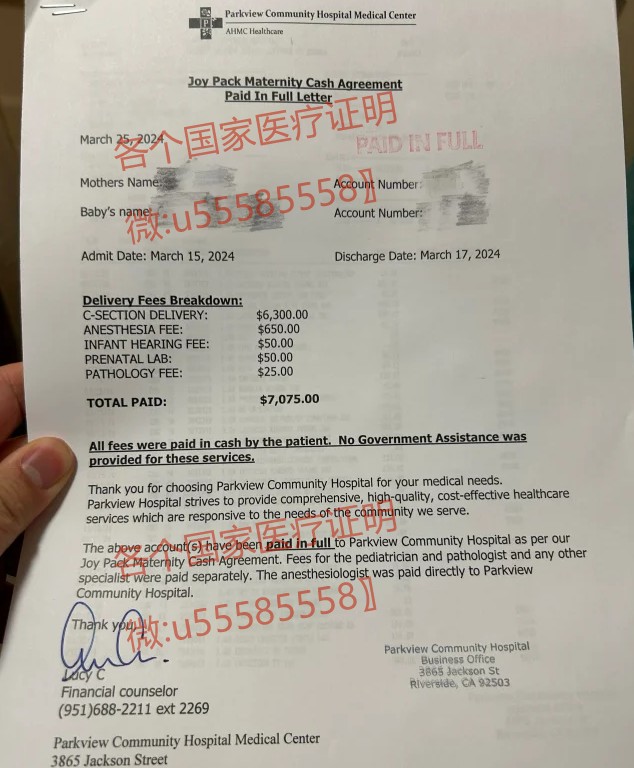 Parkview Community Hospital Medical Center
AHMC Healthcare
Joy Pack Maternity Cash Agreement
Paid In Full Letter
March 25, 2024
PAID IN FULL
各个国家医疗证明
Mothers Name:
Account Number:
微:u55585558】
Baby's name:
Account Number:
Admit Date: March 15, 2024
Discharge Date: March 17, 2024
Delivery Fees Breakdown:
C-SECTION DELIVERY: $6,300.00
ANESTHESIA FEE: $650.00
INFANT HEARING FEE: $50.00
PRENATAL LAB: $50.00
PATHOLOGY FEE: $25.00
TOTAL PAID: $7,075.00
All fees were paid in cash by the patient. No Government Assistance was
provided for these services.
Thank you for choosing Parkview Community Hospital for your medical needs.
Parkview Hospital strives to provide comprehensive, high-quality, cost-effective healthcare
services which are responsive to the needs of the community we serve.
各个国家医疗证明
The above account(s) have been paid in full to Parkview Community Hospital as per our
Joy Pack Maternity Cash Agreement. Fees for the pediatrician and pathologist and any other
specialist were paid separately. The anesthesiologist was paid directly to Parkview
Community Hospital.
微:u55585558】
Thank you,
Lucy C
Financial counselor
(951)688-2211 ext 2269
Parkview Community Hospital
Business Office
3865 Jackson St
Riverside, CA 92503
Parkview Community Hospital Medical Center
3865 Jackson Street